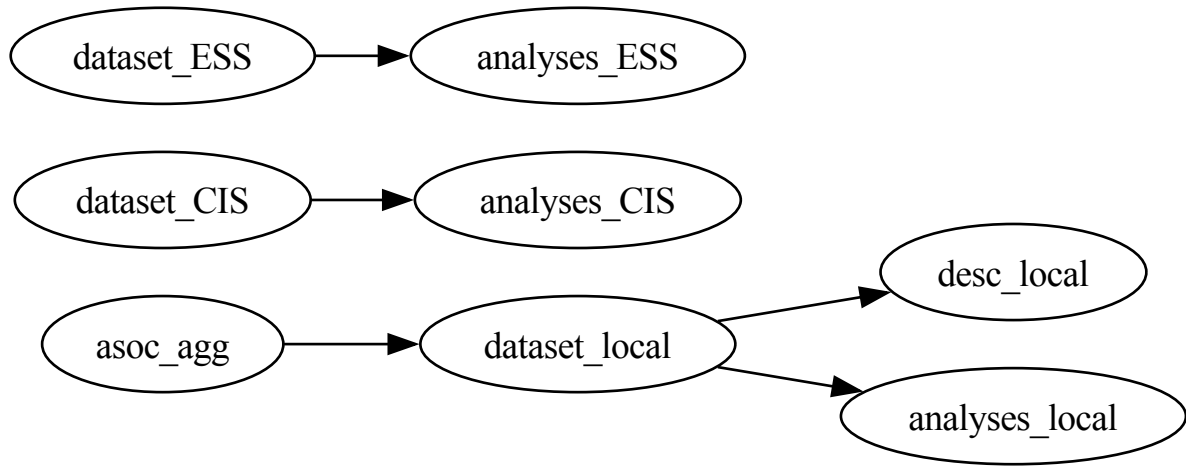 dataset_ESS
analyses_ESS
dataset_CIS
analyses_CIS
desc_local
asoc_agg
dataset_local
analyses_local